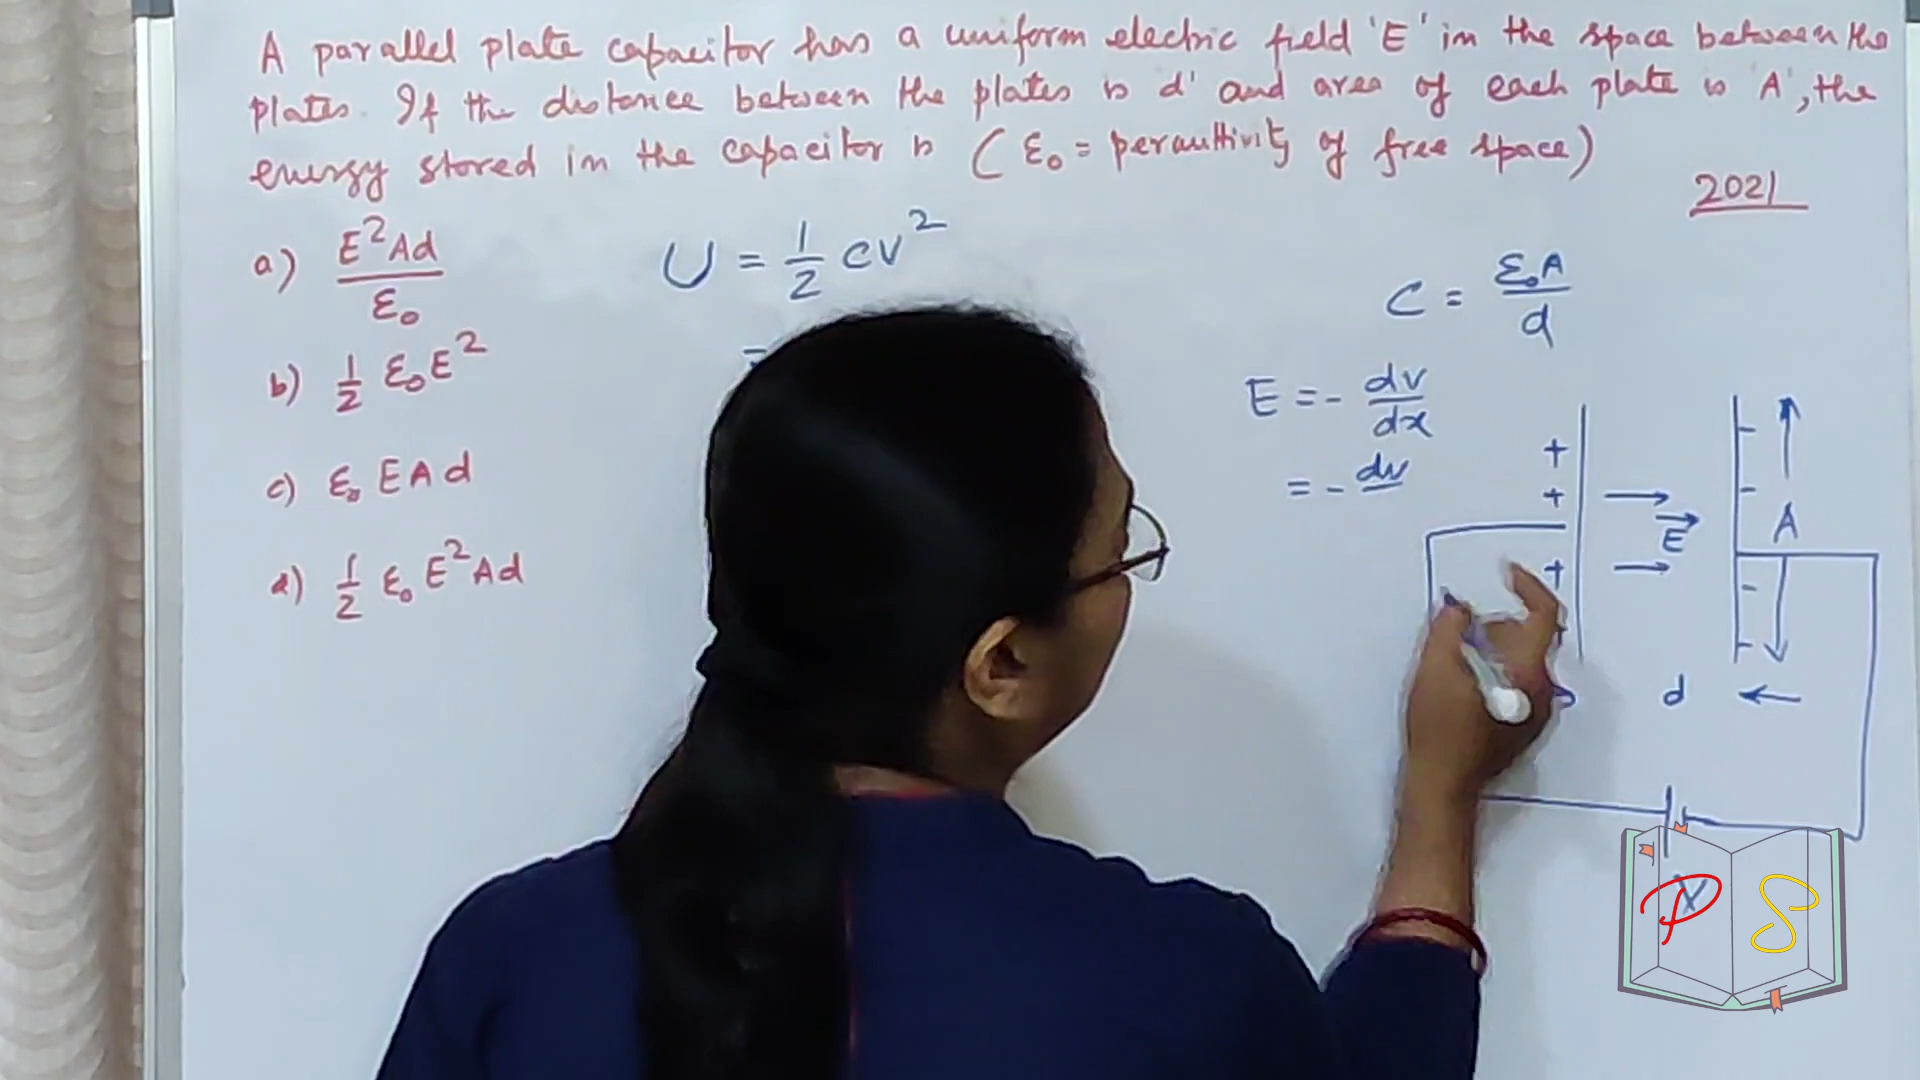 A parallel plate capacitor has a uniform electric field 'E' in the space between the
plates. If the distance between the plates is 'd' and area of each plate is 'A', the
energy stored in the capacitor is (ε₀ = permittivity of free space)
2021
a) E²Ad/ε₀
b) 1/2 ε₀E²
c) ε₀ E A d
d) 1/2 ε₀ E² Ad
U = 1/2 CV²
=
C = ε₀A/d
E = - dv/dx
= - dv
+
+
+
E
A
d
V
P S